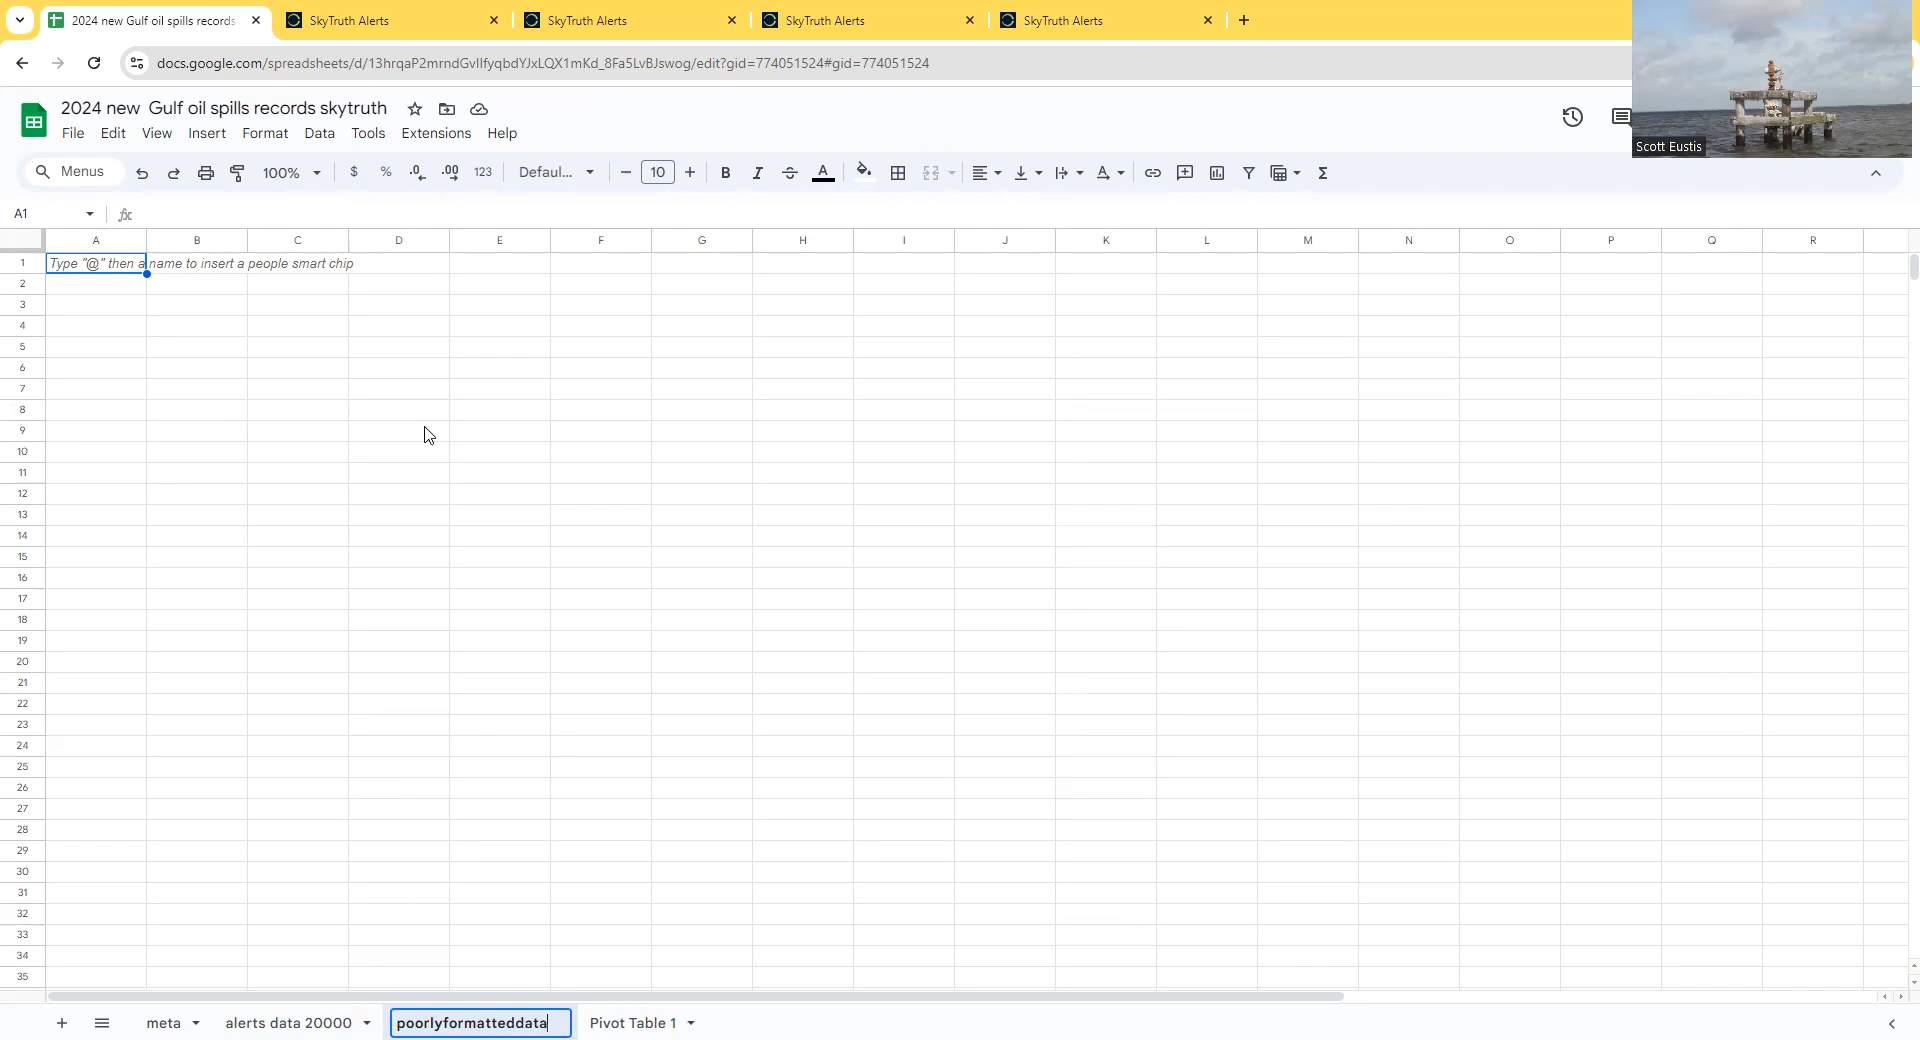 2024 new Gulf oil spills records
SkyTruth Alerts
SkyTruth Alerts
SkyTruth Alerts
SkyTruth Alerts
docs.google.com/spreadsheets/d/13hrqaP2mrndGvIlfyqbdYJxLQX1mKd_8Fa5LvBJswog/edit?gid=774051524#gid=774051524
2024 new Gulf oil spills records skytruth
File Edit View Insert Format Data Tools Extensions Help
Scott Eustis
Menus 100% $ % .0 .00 123 Defaul... 10 B I A
A1 fx
A B C D E F G H I J K L M N O P Q R
1 Type "@" then a name to insert a people smart chip
2
3
4
5
6
7
8
9
10
11
12
13
14
15
16
17
18
19
20
21
22
23
24
25
26
27
28
29
30
31
32
33
34
35
meta alerts data 20000 poorlyformatteddata Pivot Table 1